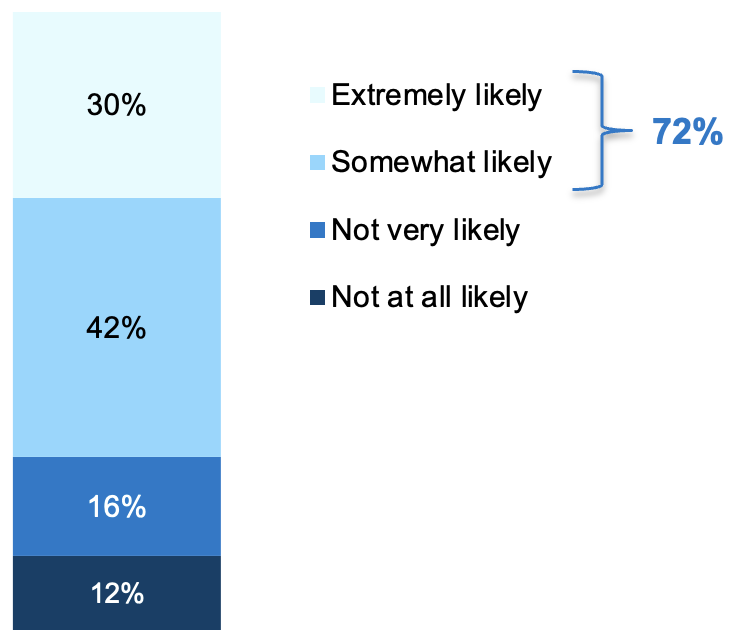 30%
42%
16%
12%
Extremely likely
Somewhat likely
Not very likely
Not at all likely
72%